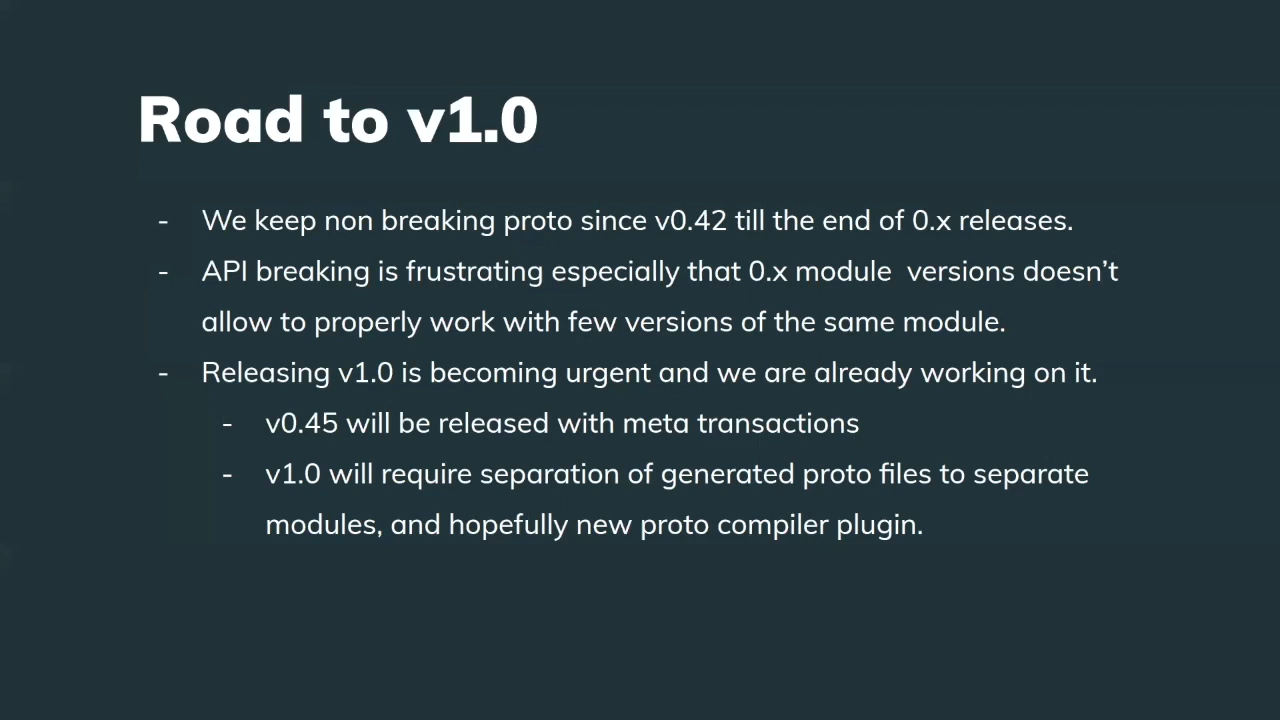 Road to v1.0
- We keep non breaking proto since v0.42 till the end of 0.x releases.
- API breaking is frustrating especially that 0.x module  versions doesn't
allow to properly work with few versions of the same module.
- Releasing v1.0 is becoming urgent and we are already working on it.
- v0.45 will be released with meta transactions
- v1.0 will require separation of generated proto files to separate
modules, and hopefully new proto compiler plugin.